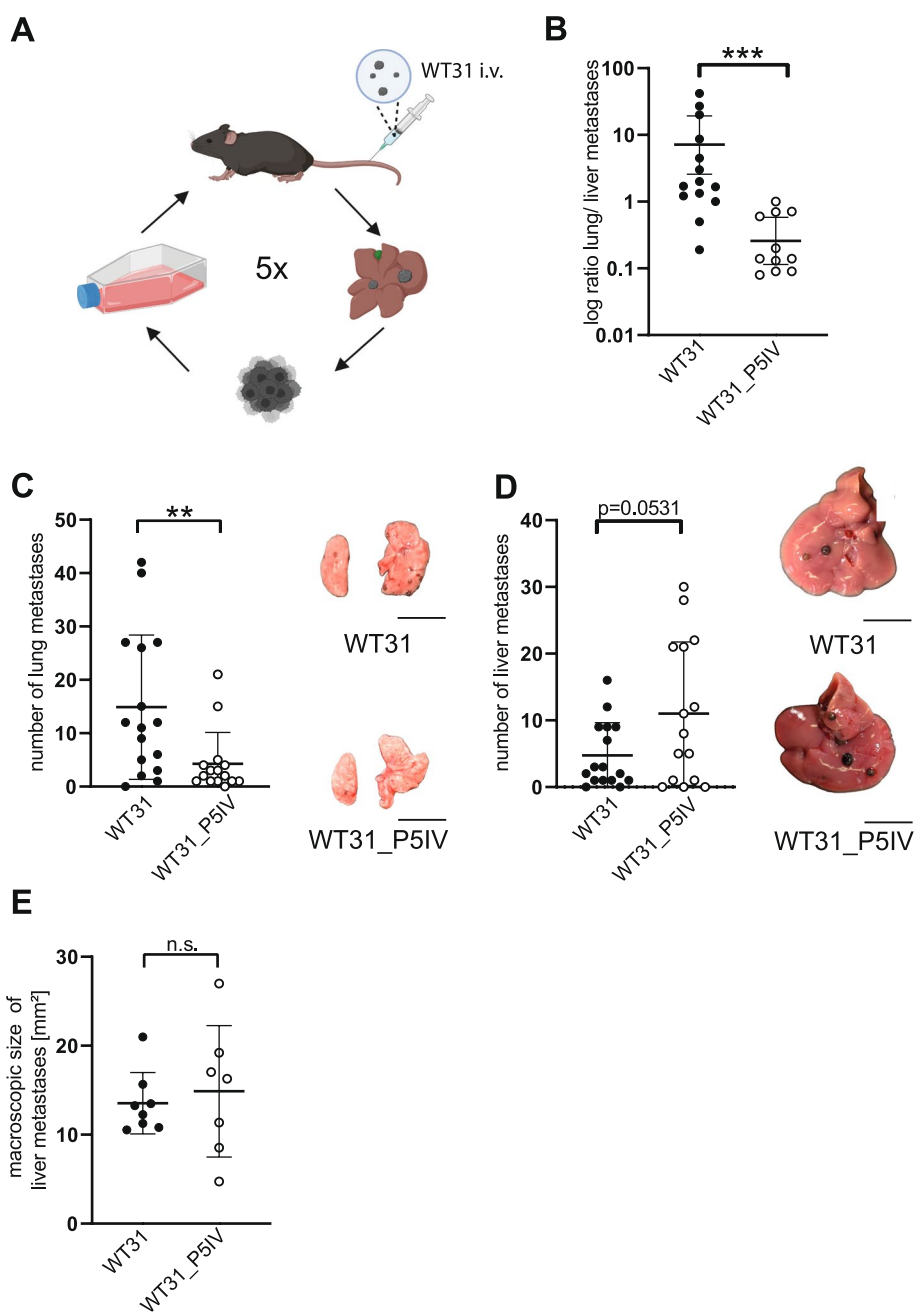 A
WT31 i.v.
5x
B
***
log ratio lung/ liver metastases
100
10
1
0.1
0.01
WT31
WT31_P5IV
C
**
number of lung metastases
50
40
30
20
10
0
WT31
WT31_P5IV
WT31
WT31_P5IV
D
p=0.0531
number of liver metastases
40
30
20
10
0
WT31
WT31_P5IV
WT31
WT31_P5IV
E
n.s.
macroscopic size of
liver metastases [mm²]
30
20
10
0
WT31
WT31_P5IV